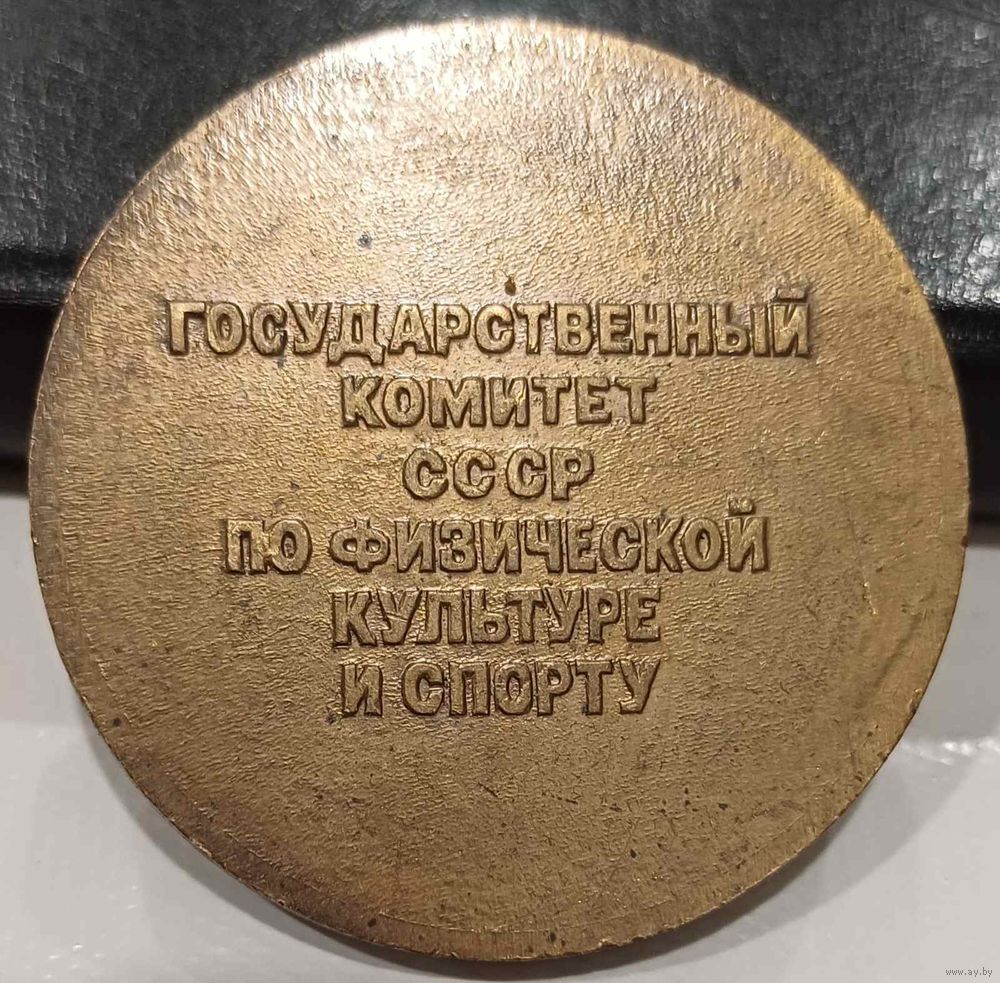 ГОСУДАРСТВЕННЫЙ
КОМИТЕТ
СССР
ПО ФИЗИЧЕСКОЙ
КУЛЬТУРЕ
И СПОРТУ
www.ay.by